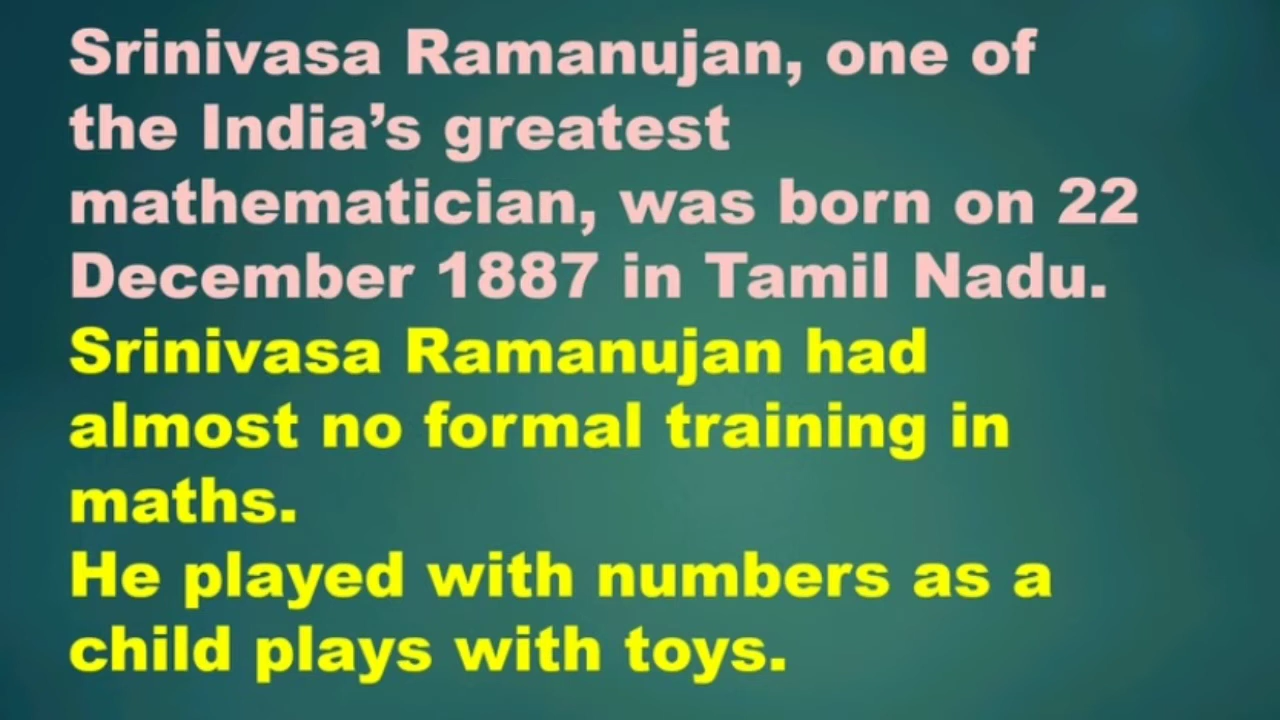 Srinivasa Ramanujan, one of
the India’s greatest
mathematician, was born on 22
December 1887 in Tamil Nadu.
Srinivasa Ramanujan had
almost no formal training in
maths.
He played with numbers as a
child plays with toys.